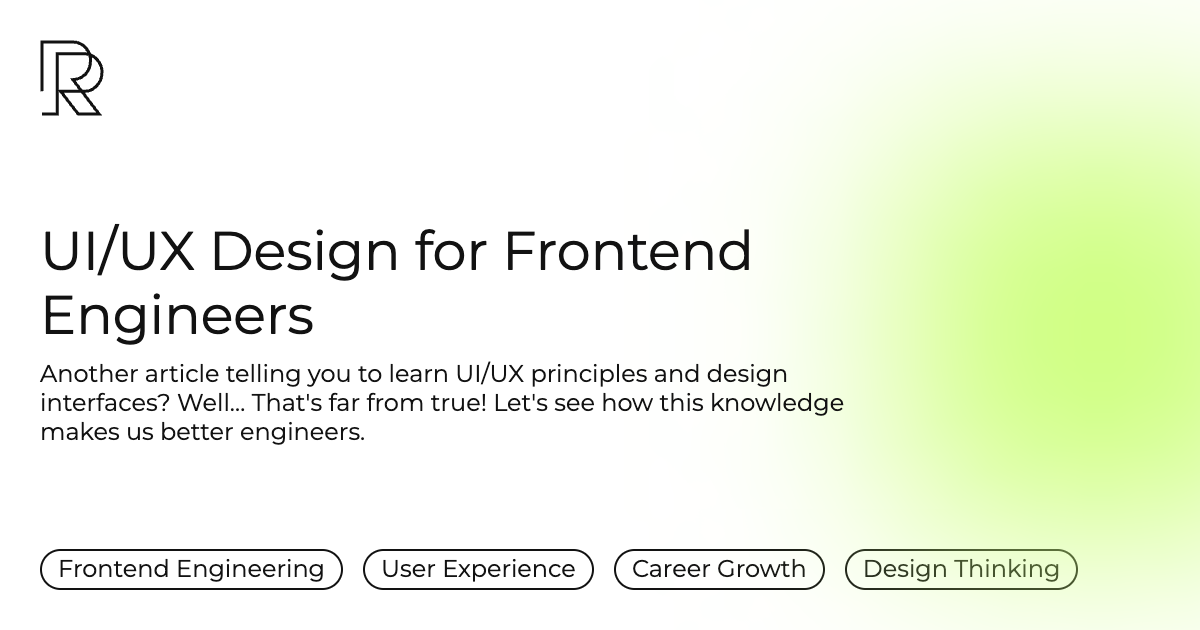 R
UI/UX Design for Frontend
Engineers
Another article telling you to learn UI/UX principles and design
interfaces? Well... That's far from true! Let's see how this knowledge
makes us better engineers.
Frontend Engineering
User Experience
Career Growth
Design Thinking